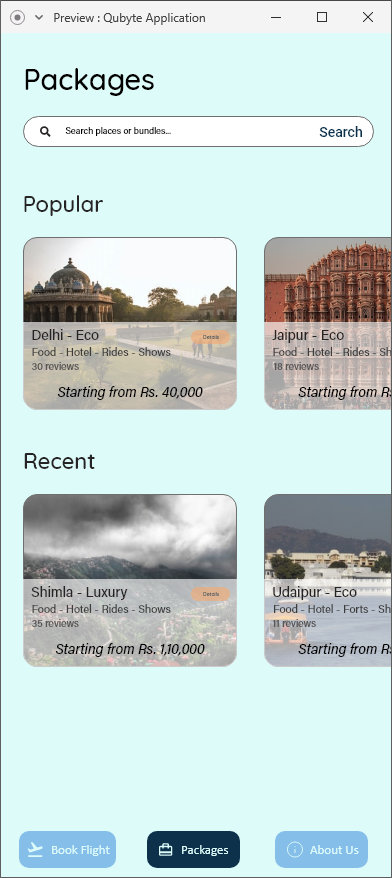 Preview : Qubyte Application
Packages
Search places or bundles...
Search
Popular
Delhi - Eco
Details
Food - Hotel - Rides - Shows
30 reviews
Starting from Rs. 40,000
Jaipur - Eco
Food - Hotel - Rides - Sh
18 reviews
Starting from Rs
Recent
Shimla - Luxury
Details
Food - Hotel - Rides - Shows
35 reviews
Starting from Rs. 1,10,000
Udaipur - Eco
Food - Hotel - Forts - Sh
11 reviews
Starting from Rs
Book Flight
Packages
About Us